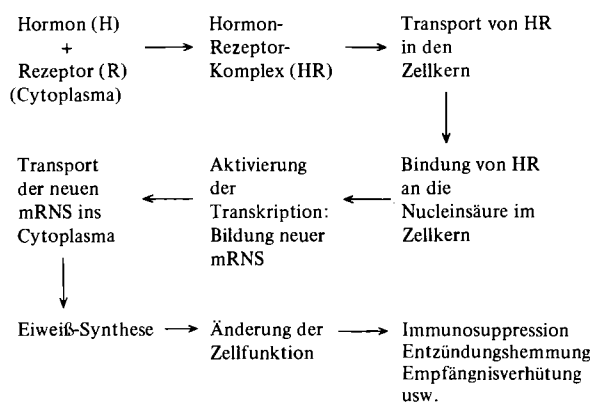 Hormon (H)
+
Rezeptor (R)
(Cytoplasma)
Hormon-
Rezeptor-
Komplex (HR)
Transport von HR
in den
Zellkern
Bindung von HR
an die
Nucleinsäure im
Zellkern
Aktivierung
der
Transkription:
Bildung neuer
mRNS
Transport
der neuen
mRNS ins
Cytoplasma
Eiweiß-Synthese
Änderung der
Zellfunktion
Immunosuppression
Entzündungshemmung
Empfängnisverhütung
usw.